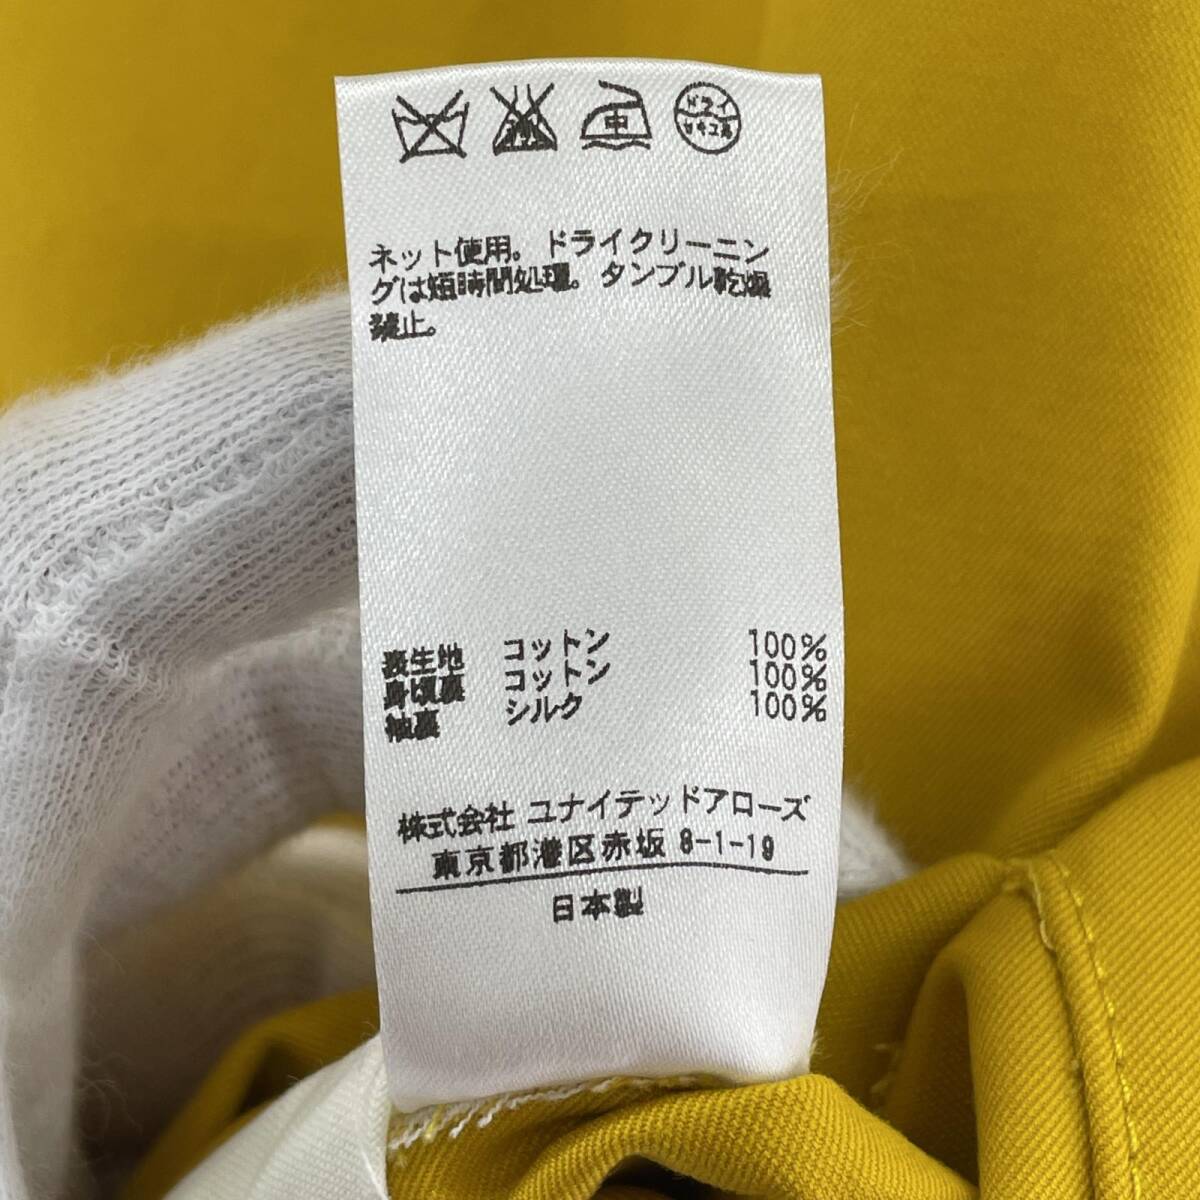 中
ドライ
セキユ系
ネット使用。ドライクリーニン
グは短時間処理。タンブル乾燥
禁止。
表生地 コットン 100%
身頃裏 コットン 100%
袖裏 シルク 100%
株式会社 ユナイテッドアローズ
東京都港区赤坂 8-1-19
日本製